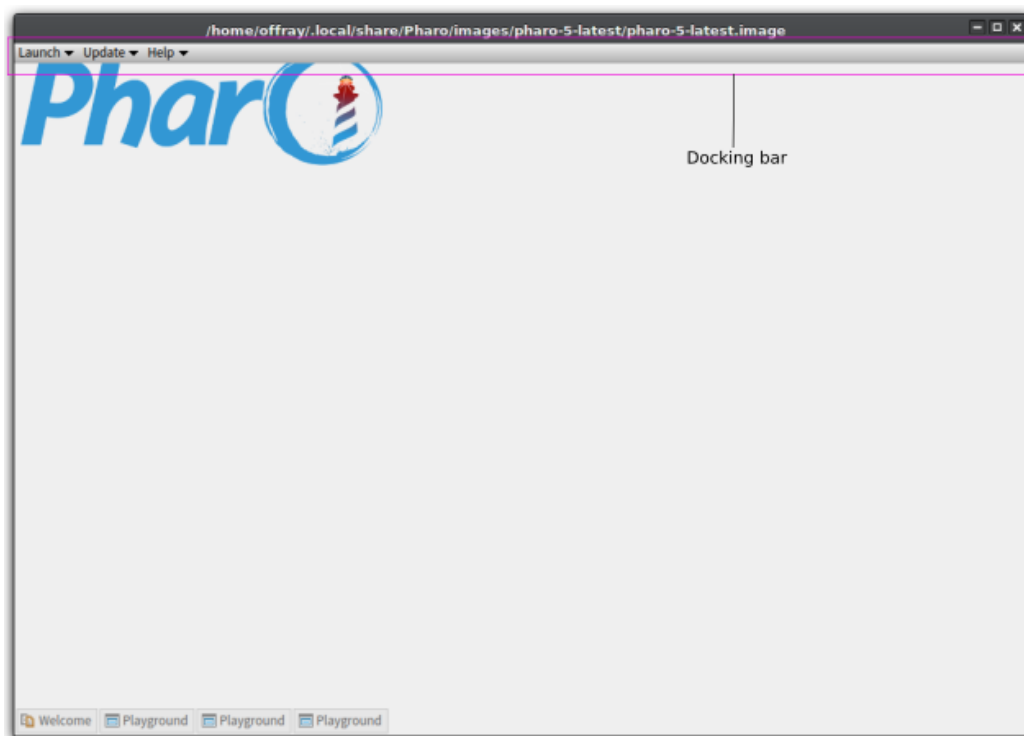 /home/offray/.local/share/Pharo/images/pharo-5-latest/pharo-5-latest.image
Launch Update Help
Pharo
Docking bar
Welcome Playground Playground Playground